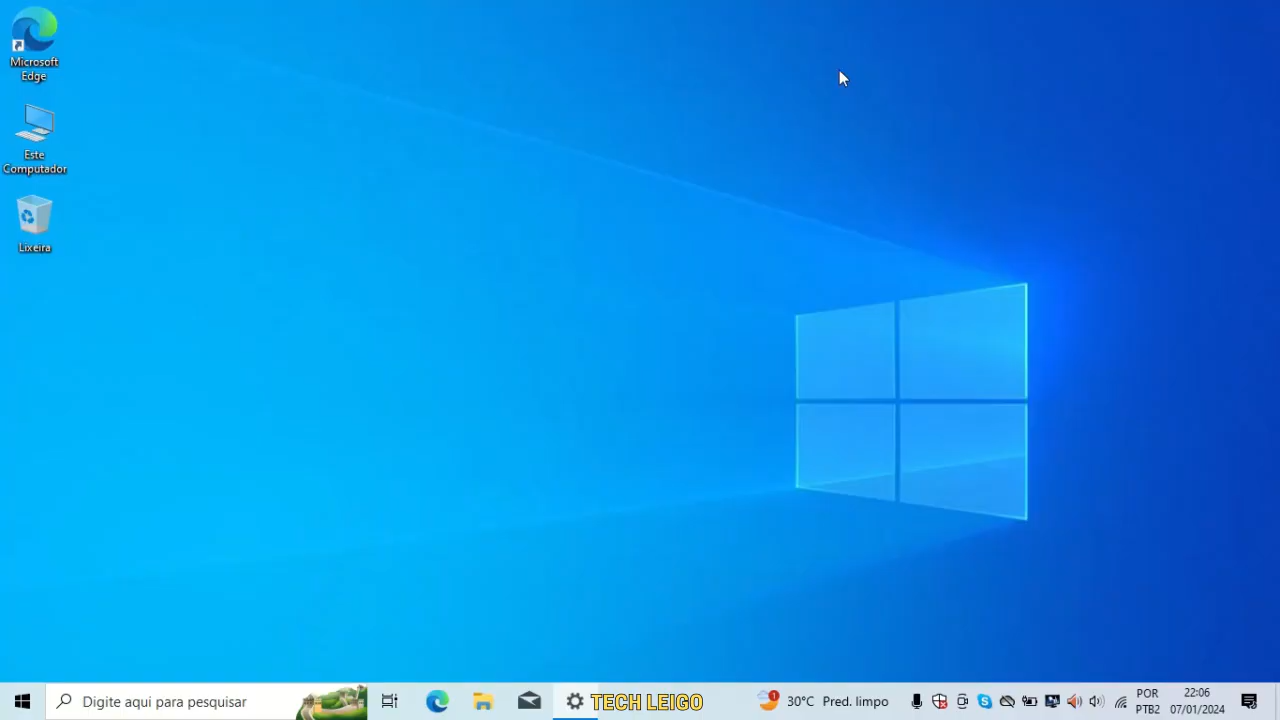 Microsoft
Edge
Este
Computador
Lixeira
Digite aqui para pesquisar
TECH LEIGO
1
30°C Pred. limpo
POR
PTB2
22:06
07/01/2024